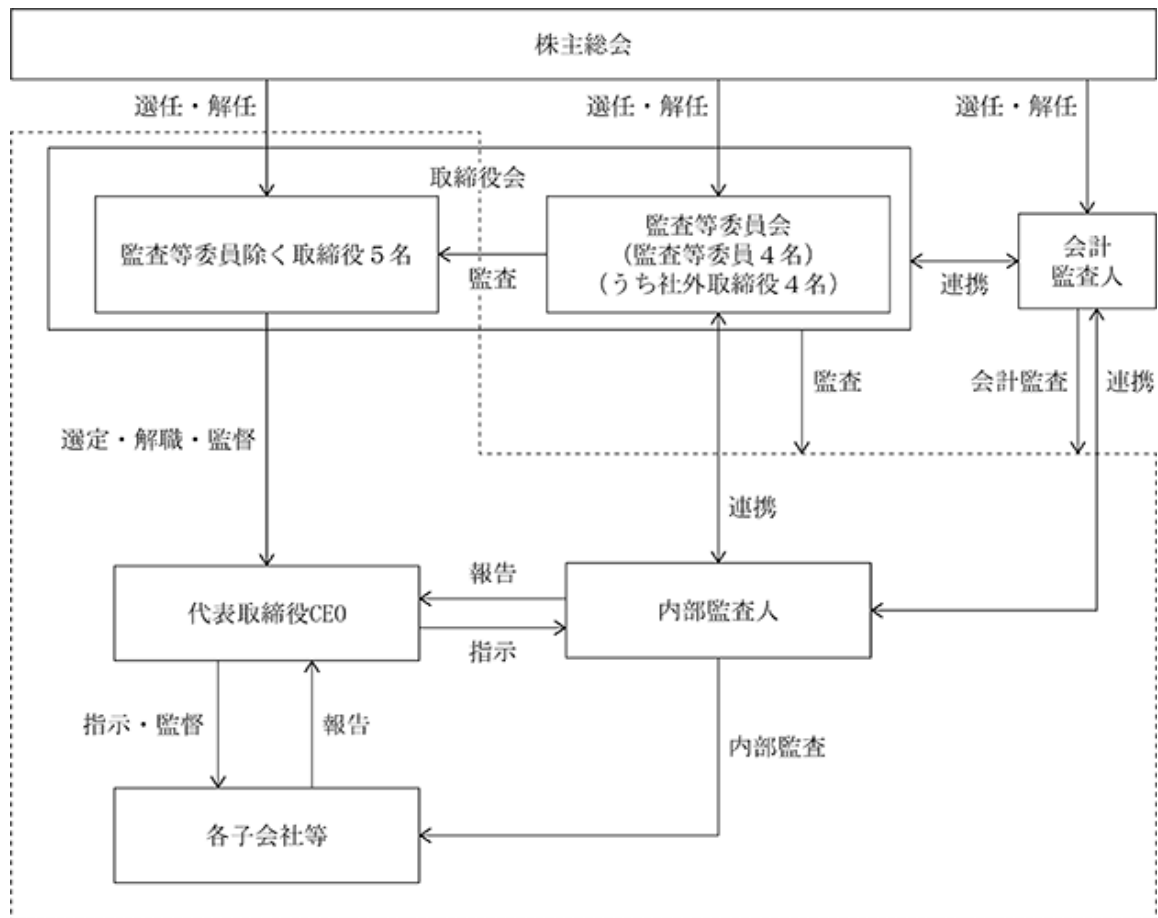 株主総会
選任・解任
選任・解任
選任・解任
取締役会
監査等委員除く取締役５名
監査
監査等委員会
（監査等委員４名）
（うち社外取締役４名）
連携
会計
監査人
監査
会計監査
連携
選定・解職・監督
連携
報告
代表取締役CEO
内部監査人
指示
指示・監督
報告
内部監査
各子会社等